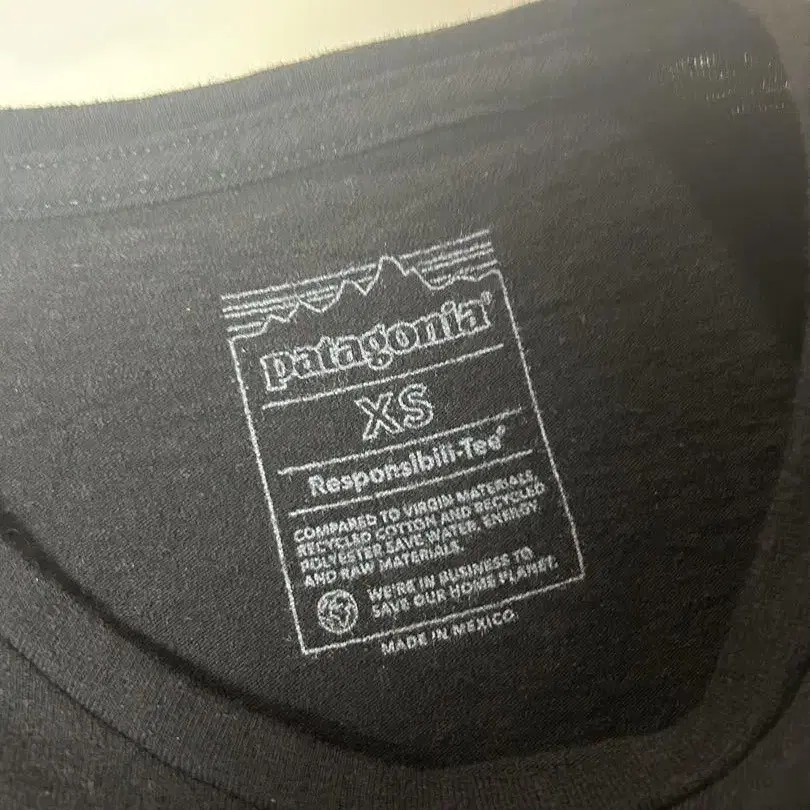 patagonia®
XS
Responsibili-Tee®
COMPARED TO VIRGIN MATERIALS,
RECYCLED COTTON AND RECYCLED
POLYESTER SAVE WATER, ENERGY
AND RAW MATERIALS.
WE'RE IN BUSINESS TO
SAVE OUR HOME PLANET.
MADE IN MEXICO.